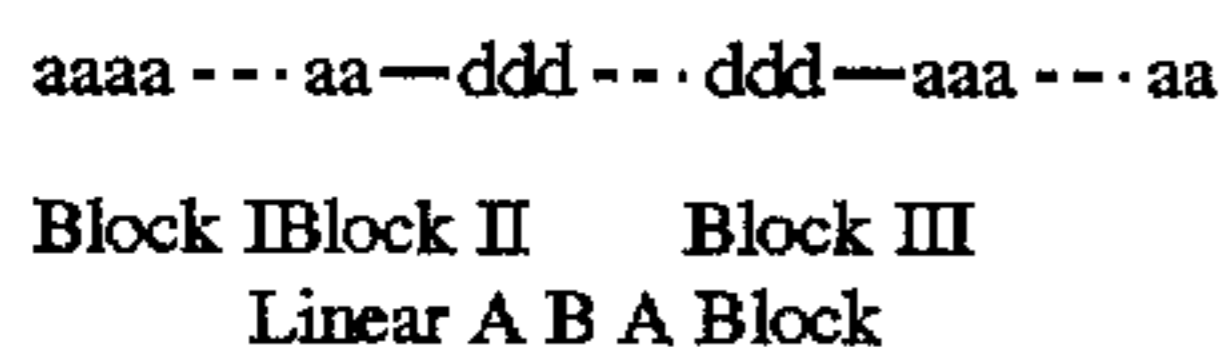 aaaa - - · aa—ddd - - · ddd—aaa - - · aa
Block IBlock II Block III
Linear A B A Block